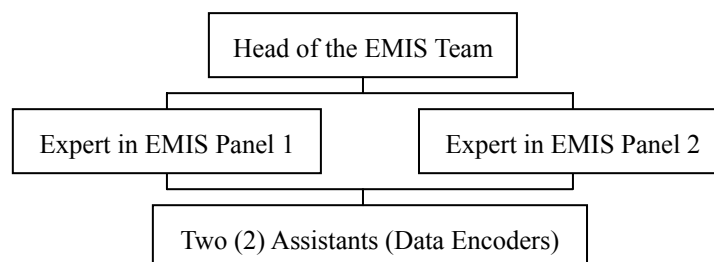 Head of the EMIS Team
Expert in EMIS Panel 1
Expert in EMIS Panel 2
Two (2) Assistants (Data Encoders)